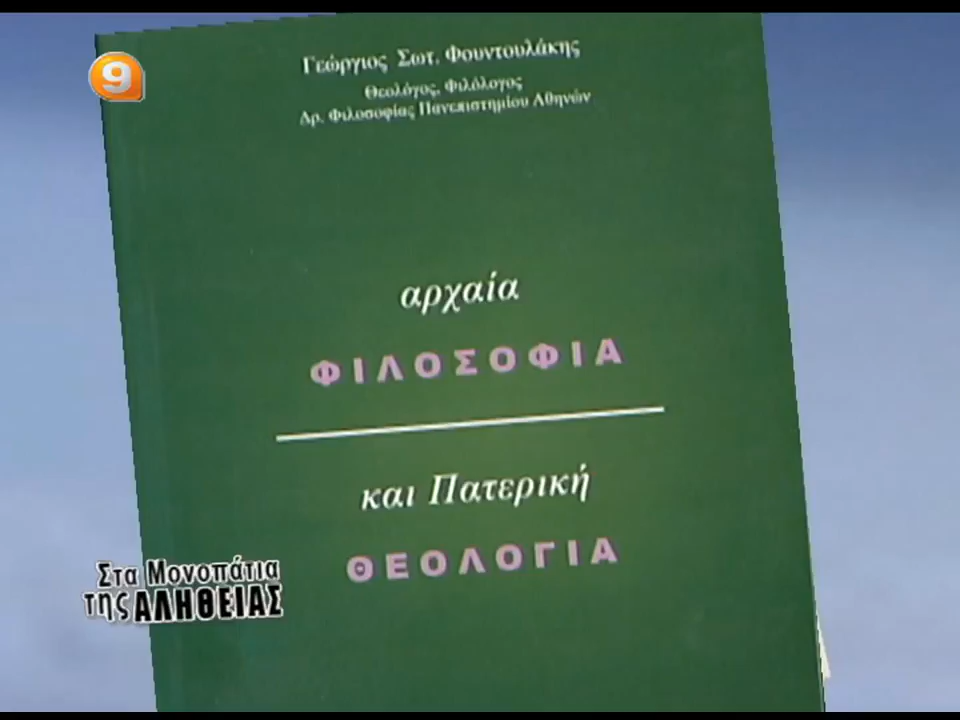 9
Γεώργιος Σωτ. Φουντουλάκης
Θεολόγος, Φιλόλογος
Δρ. Φιλοσοφίας Πανεπιστημίου Αθηνών
αρχαία
ΦΙΛΟΣΟΦΙΑ
και Πατερική
ΘΕΟΛΟΓΙΑ
Στα Μονοπάτια
της ΑΛΗΘΕΙΑΣ